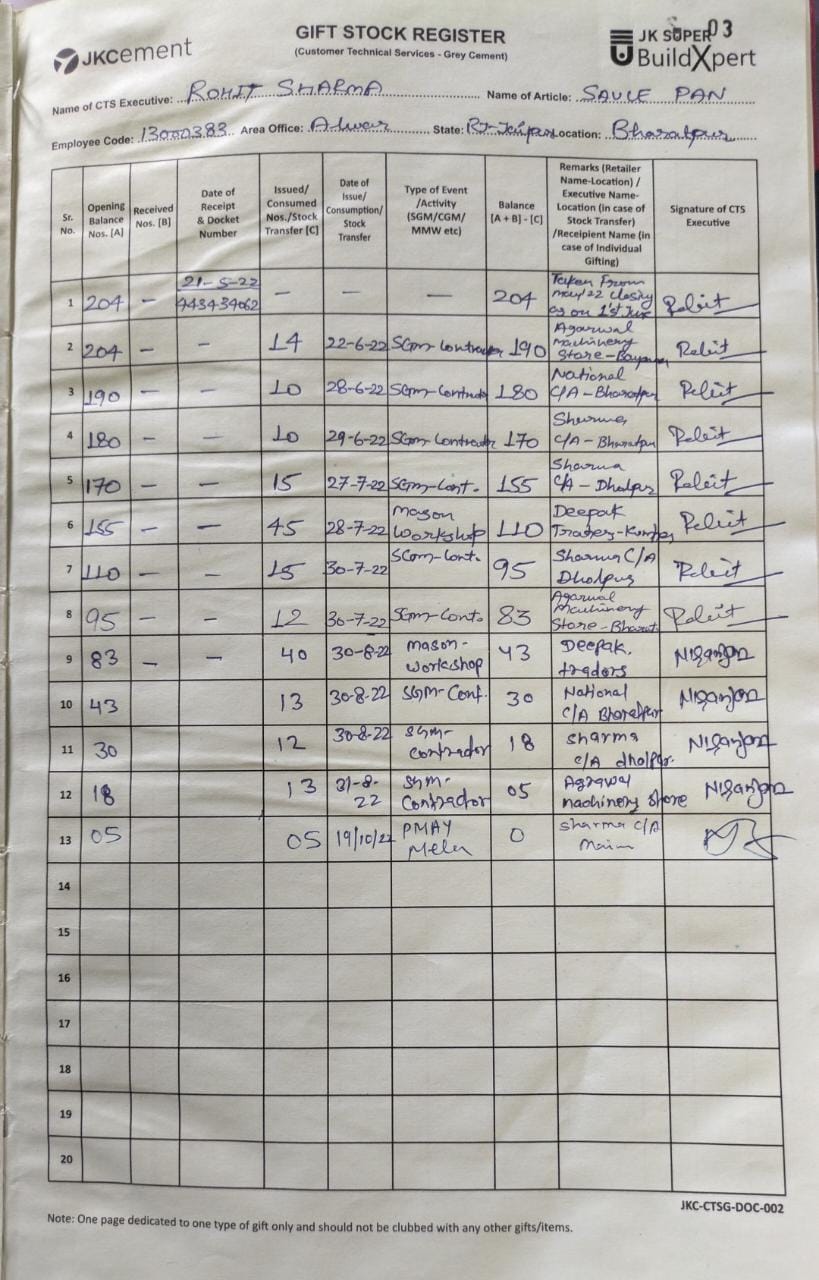 JKCement
GIFT STOCK REGISTER
(Customer Technical Services - Grey Cement)
03
JK SUPER
BuildXpert
Name of CTS Executive: ROHIT SHARMA Name of Article: SAUCE PAN
Employee Code: 13000383 Area Office: Alwar State: RJ-Jaipur Location: Bharatpur
Sr. No. Opening Balance Nos. [A] Received Nos. [B] Date of Receipt & Docket Number Issued/ Consumed Nos./Stock Transfer [C] Date of Issue/ Consumption/ Stock Transfer Type of Event /Activity (SGM/CGM/ MMW etc) Balance [A + B] - [C] Remarks (Retailer Name-Location) / Executive Name- Location (in case of Stock Transfer) /Receipient Name (in case of Individual Gifting) Signature of CTS Executive
1 204 – 21-5-22 443434062 – – – 204 Taken From may'22 closing as on 1'st June Rohit
2 204 – – 14 22-6-22 SGM-Contractor 190 Agarwal Machinery Store- Rohit
3 190 – – 10 28-6-22 SGM-Contractor 180 National C/A-Bharatpur Rohit
4 180 – – 10 29-6-22 SGM-Contractor 170 Sharma C/A-Bharatpur Rohit
5 170 – – 15 27-7-22 SGM-Cont. 155 Sharma C/A-Dholpur Rohit
6 155 – – 45 28-7-22 Mason Workshop 110 Deepak Traders- Rohit
7 110 – – 15 30-7-22 SGM-Cont. 95 Sharma C/A Dholpur Rohit
8 95 – – 12 30-7-22 SGM-Cont. 83 Agarwal Machinery Store-Bharat Rohit
9 83 – – 40 30-8-22 mason-workshop 43 Deepak. tradors Niranjan
10 43 13 30-8-22 SGM-Conf. 30 National C/A Bharatpur Niranjan
11 30 12 30-8-22 SGM-contrador 18 sharma C/A dholpur. Niranjan
12 18 13 31-8-22 SGM-Contrador 05 Agrawal machinery store Niranjan
13 05 05 19/10/22 PMAY Mela 0 sharma C/A
14
15
16
17
18
19
20
JKC-CTSG-DOC-002
Note: One page dedicated to one type of gift only and should not be clubbed with any other gifts/items.